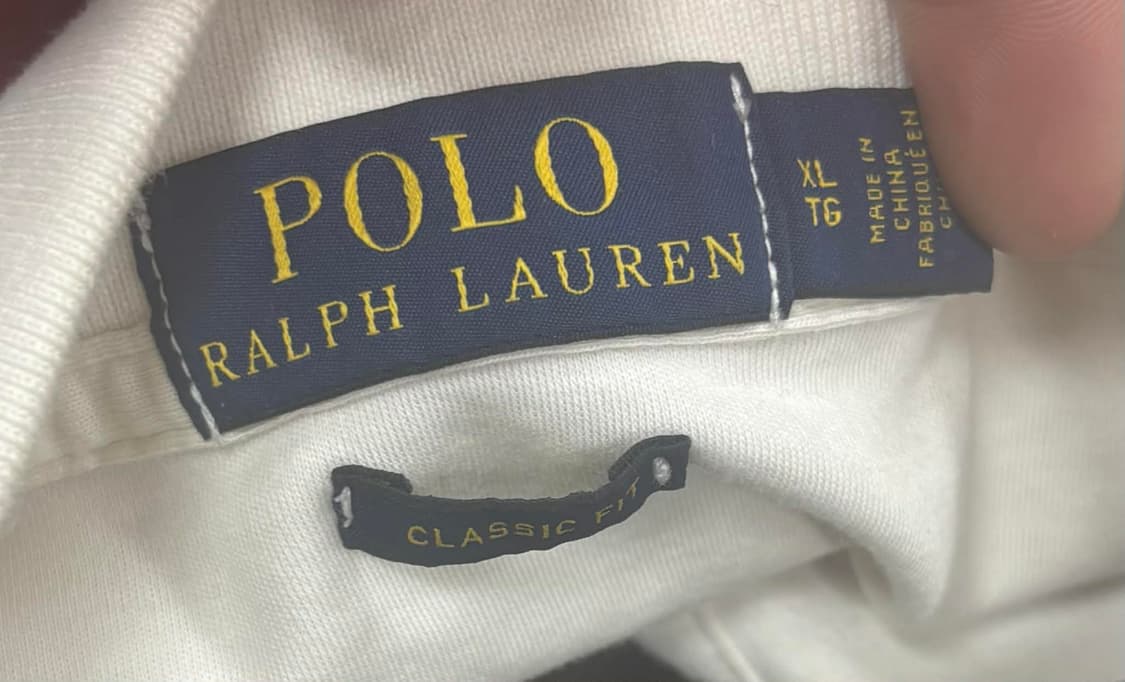 POLO
RALPH LAUREN
XL
TG
MADE IN
CHINA
FABRIQUÉ EN
CLASSIC FIT